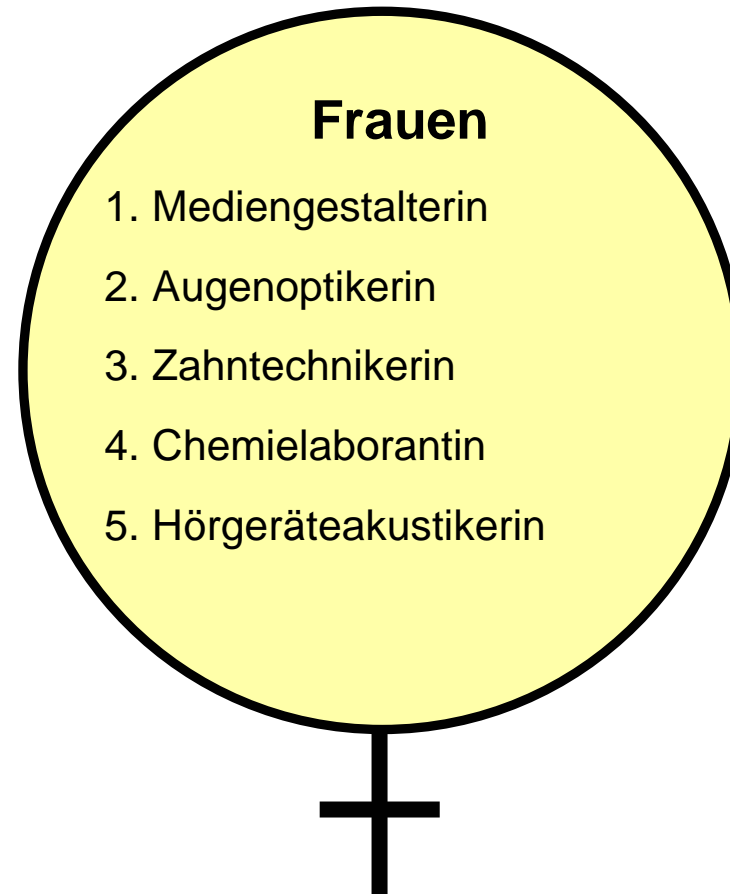 Frauen
1. Mediengestalterin
2. Augenoptikerin
3. Zahntechnikerin
4. Chemielaborantin
5. Hörgeräteakustikerin